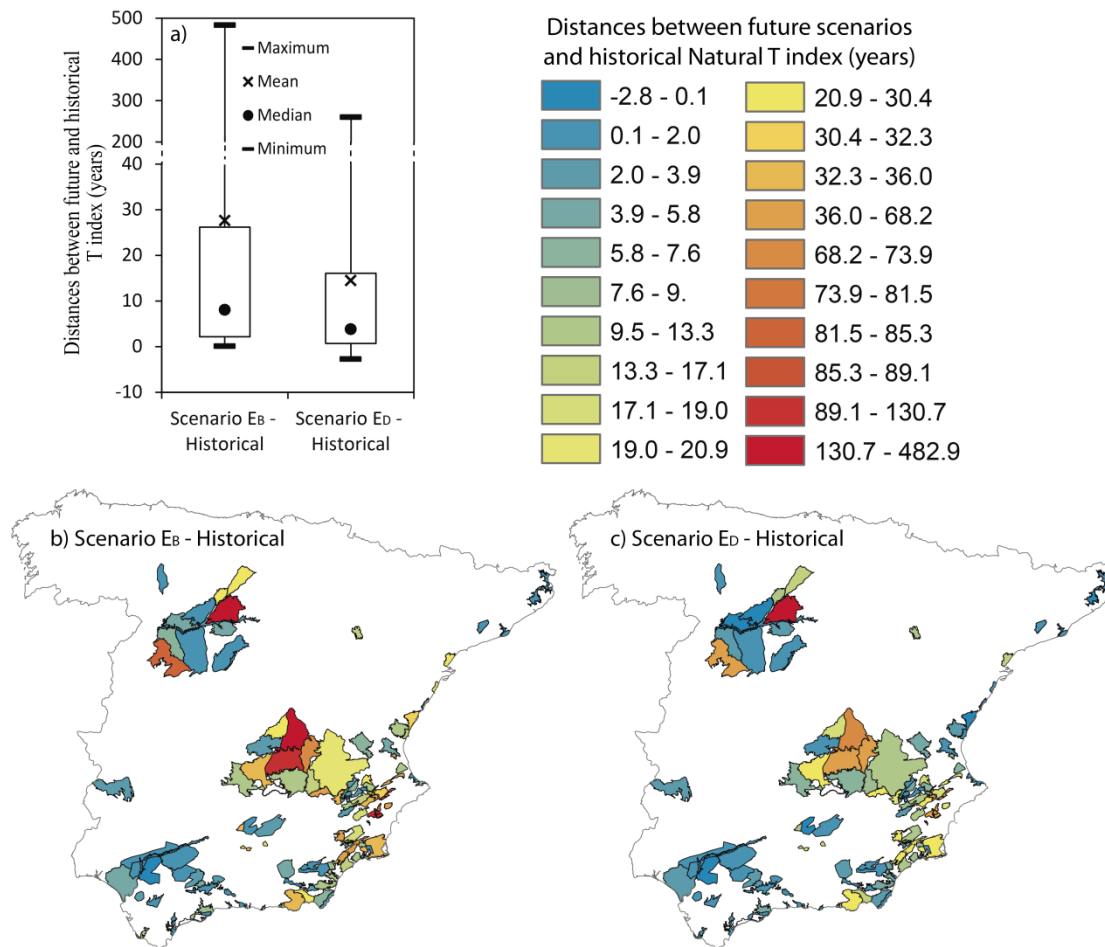 a)
Distances between future and historical
T index (years)
500
400
300
200
40
30
20
10
0
-10
Maximum
Mean
Median
Minimum
Scenario EB -
Historical
Scenario ED -
Historical
Distances between future scenarios
and historical Natural T index (years)
-2.8 - 0.1
0.1 - 2.0
2.0 - 3.9
3.9 - 5.8
5.8 - 7.6
7.6 - 9.
9.5 - 13.3
13.3 - 17.1
17.1 - 19.0
19.0 - 20.9
20.9 - 30.4
30.4 - 32.3
32.3 - 36.0
36.0 - 68.2
68.2 - 73.9
73.9 - 81.5
81.5 - 85.3
85.3 - 89.1
89.1 - 130.7
130.7 - 482.9
b) Scenario EB - Historical
c) Scenario ED - Historical